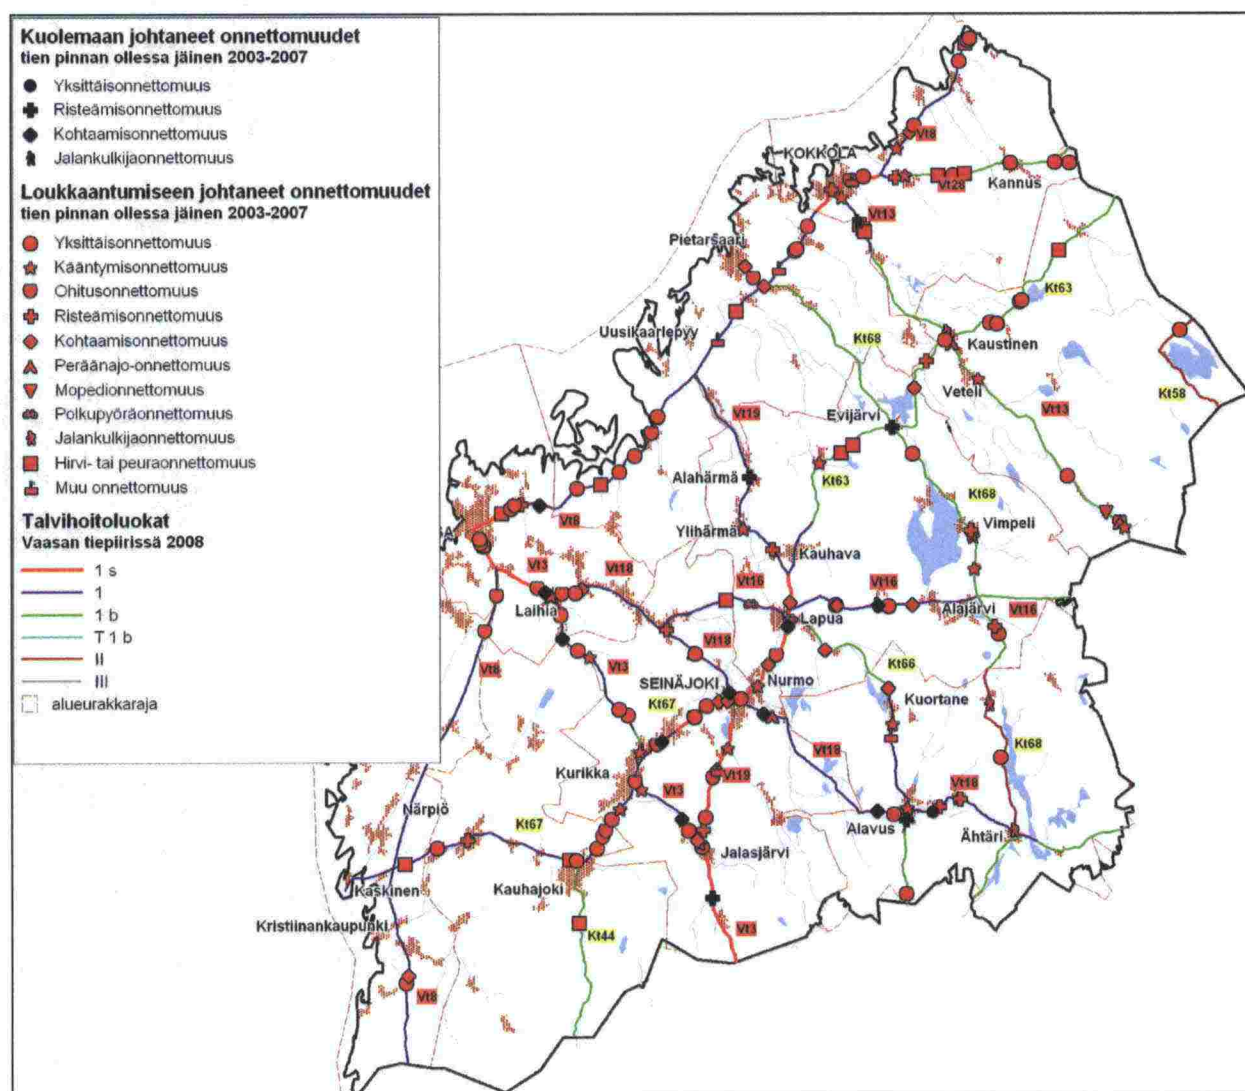 Kuolemaan johtaneet onnettomuudet
tien pinnan ollessa jäinen 2003-2007
Yksittäisonnettomuus
Risteämisonnettomuus
Kohtaamisonnettomuus
Jalankulkijaonnettomuus
Loukkaantumiseen johtaneet onnettomuudet
tien pinnan ollessa jäinen 2003-2007
Yksittäisonnettomuus
Kääntymisonnettomuus
Ohitusonnettomuus
Risteämisonnettomuus
Kohtaamisonnettomuus
Peräänajo-onnettomuus
Mopedionnettomuus
Polkupyöräonnettomuus
Jalankulkijaonnettomuus
Hirvi- tai peuraonnettomuus
Muu onnettomuus
Talvihoitoluokat
Vaasan tiepiirissä 2008
1 s
1
1 b
T 1 b
II
III
alueurakkaraja
Vt8
KOKKOLA
Vt28
Kannus
Vt13
Pietarsaari
Kt63
Uusikaarlepyy
Kt68
Kaustinen
Veteli
Kt58
Vt19
Evijärvi
Vt13
Alahärmä
Kt63
Kt68
Vimpeli
Vt8
Ylihärmä
Kauhava
SA
Vt3
Vt18
Vt16
Vt16
Laihia
Lapua
Alajärvi
Vt16
Vt18
Vt8
Vt3
Kt66
SEINÄJOKI
Nurmo
Kuortane
Kt67
Vt18
Kt68
Kurikka
Vt19
Vt3
Vt18
Närpiö
Kt67
Alavus
Ähtäri
Jalasjärvi
Kaskinen
Kauhajoki
Kristiinankaupunki
Kt44
Vt3
Vt8